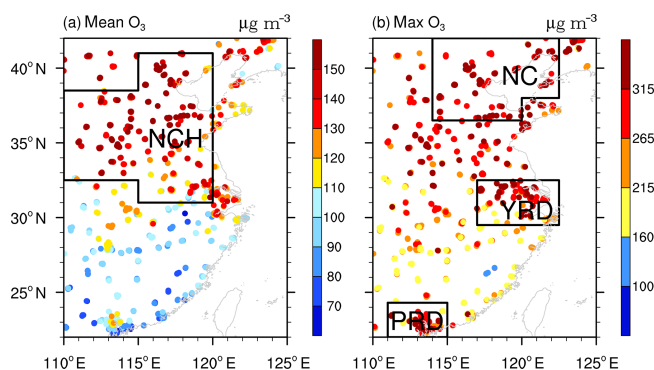 (a) Mean O₃ μg m⁻³
40°N
35°N
30°N
25°N
110°E 115°E 120°E 125°E
NCH
150
140
130
120
110
100
90
80
70
(b) Max O₃ μg m⁻³
110°E 115°E 120°E 125°E
NC
YRD
PRD
315
265
215
160
100